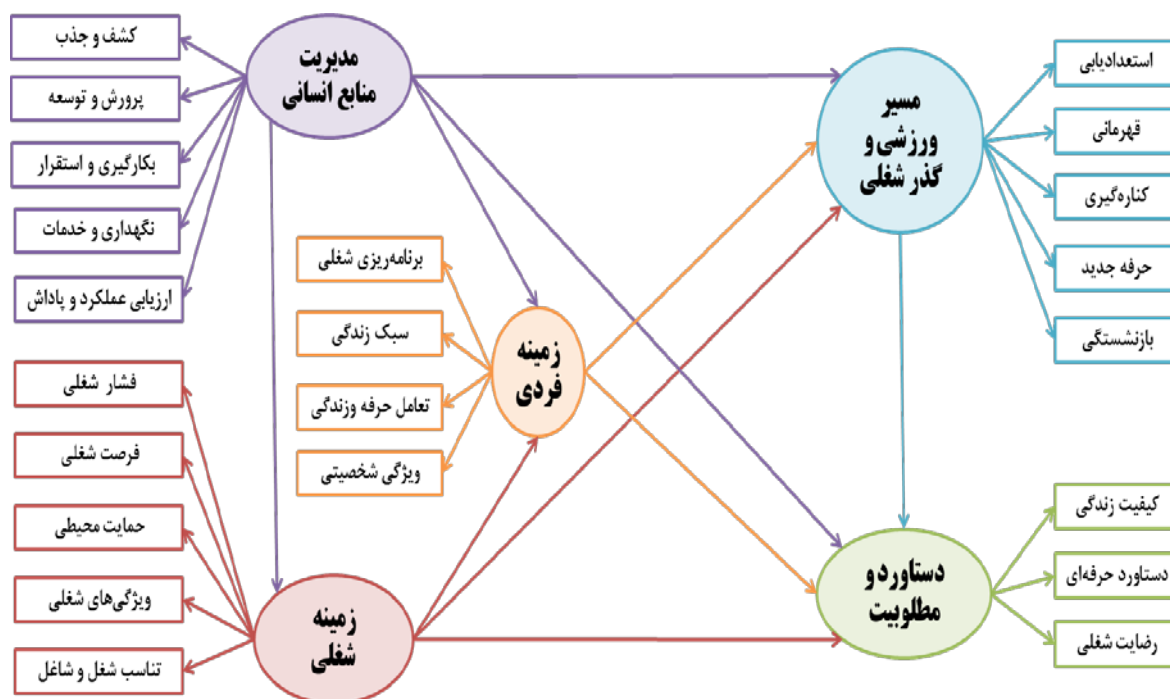 مدیریت
منابع انسانی
کشف و جذب
پرورش و توسعه
بکارگیری و استقرار
نگهداری و خدمات
ارزیابی عملکرد و پاداش
مسیر
ورزشی و
گذر شغلی
استعدادیابی
قهرمانی
کناره‌گیری
حرفه جدید
بازنشستگی
زمینه
فردی
برنامه‌ریزی شغلی
سبک زندگی
تعامل حرفه وزندگی
ویژگی شخصیتی
زمینه
شغلی
فشار شغلی
فرصت شغلی
حمایت محیطی
ویژگی‌های شغلی
تناسب شغل و شاغل
دستاورد و
مطلوبیت
کیفیت زندگی
دستاورد حرفه‌ای
رضایت شغلی